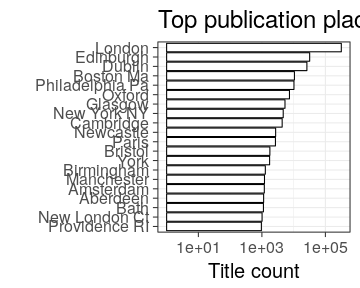 Top publication plac
London
Edinburgh
Dublin
Boston Ma
Philadelphia Pa
Oxford
Glasgow
New York NY
Cambridge
Newcastle
Paris
Bristol
York
Birmingham
Manchester
Amsterdam
Aberdeen
Bath
New London Ct
Providence RI
1e+01 1e+03 1e+05
Title count